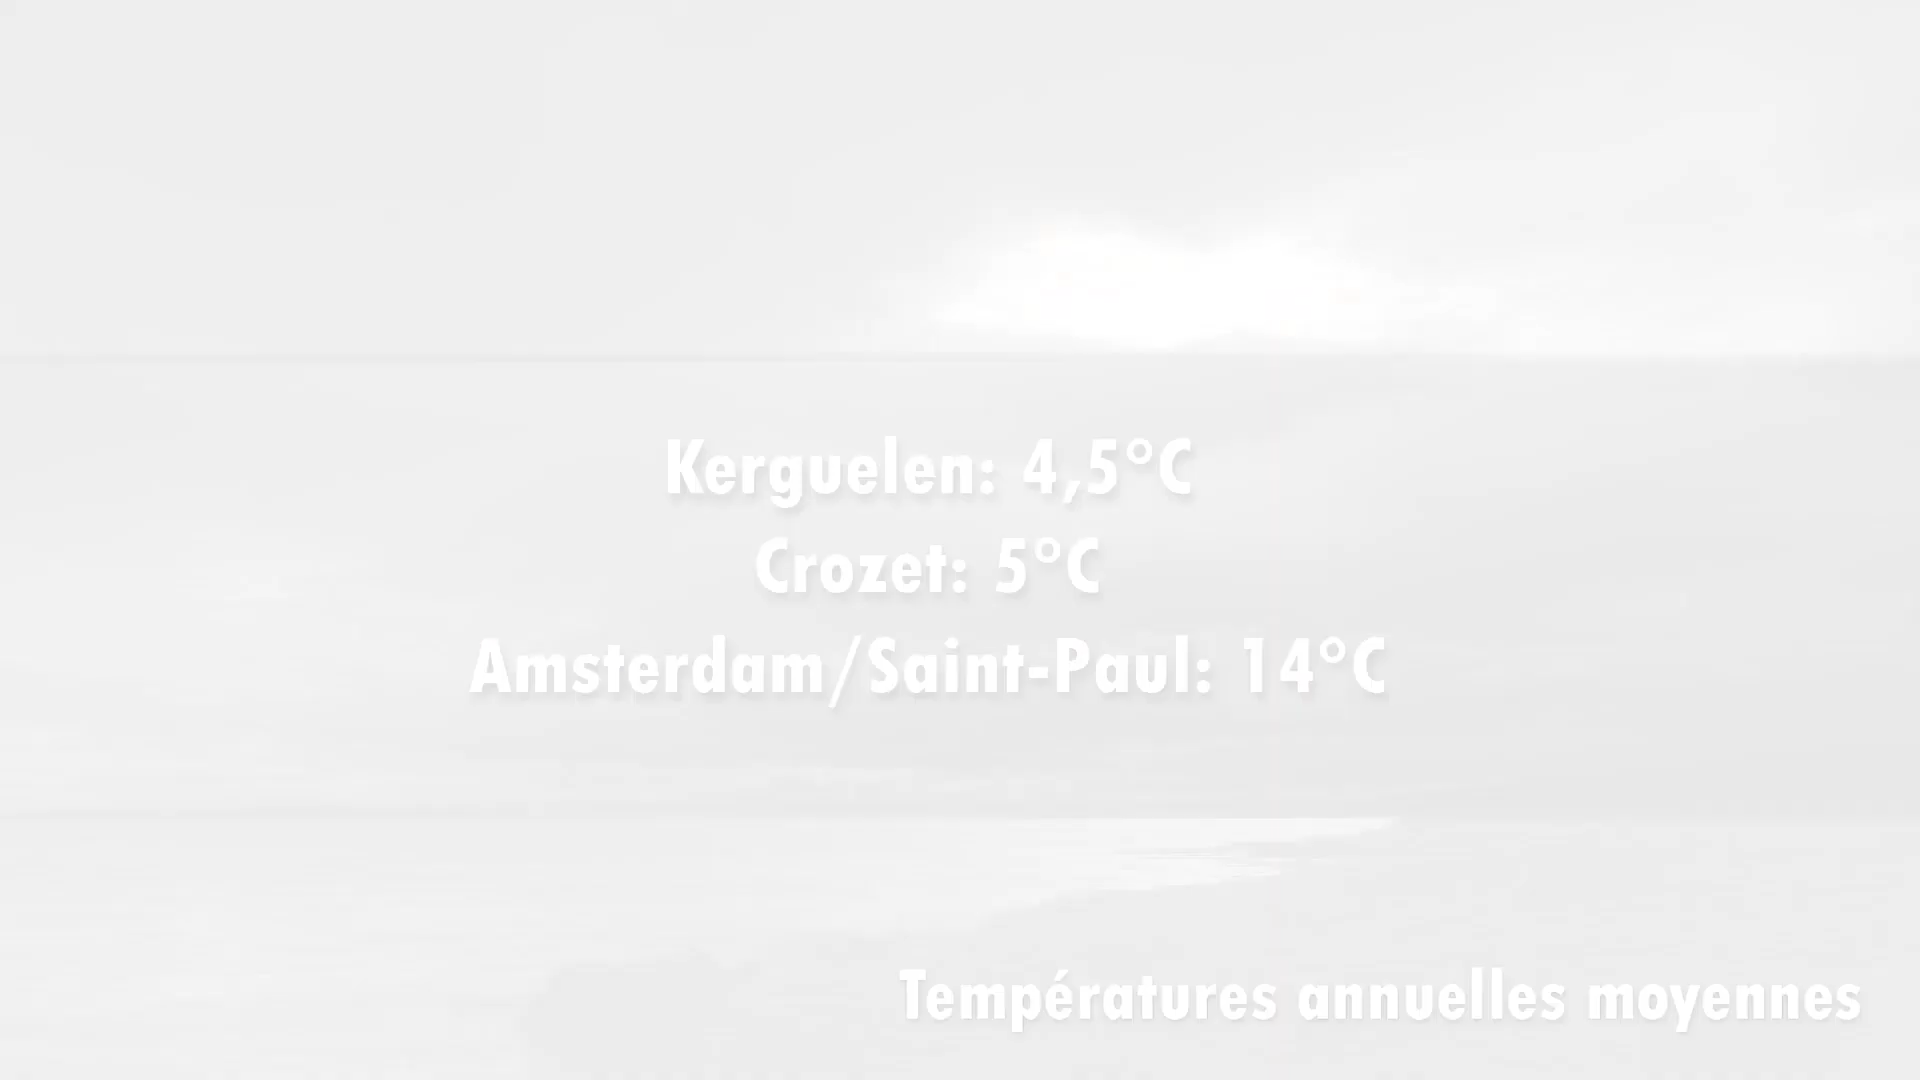 Kerguelen: 4,5°C
Crozet: 5°C
Amsterdam/Saint-Paul: 14°C
Températures annuelles moyennes